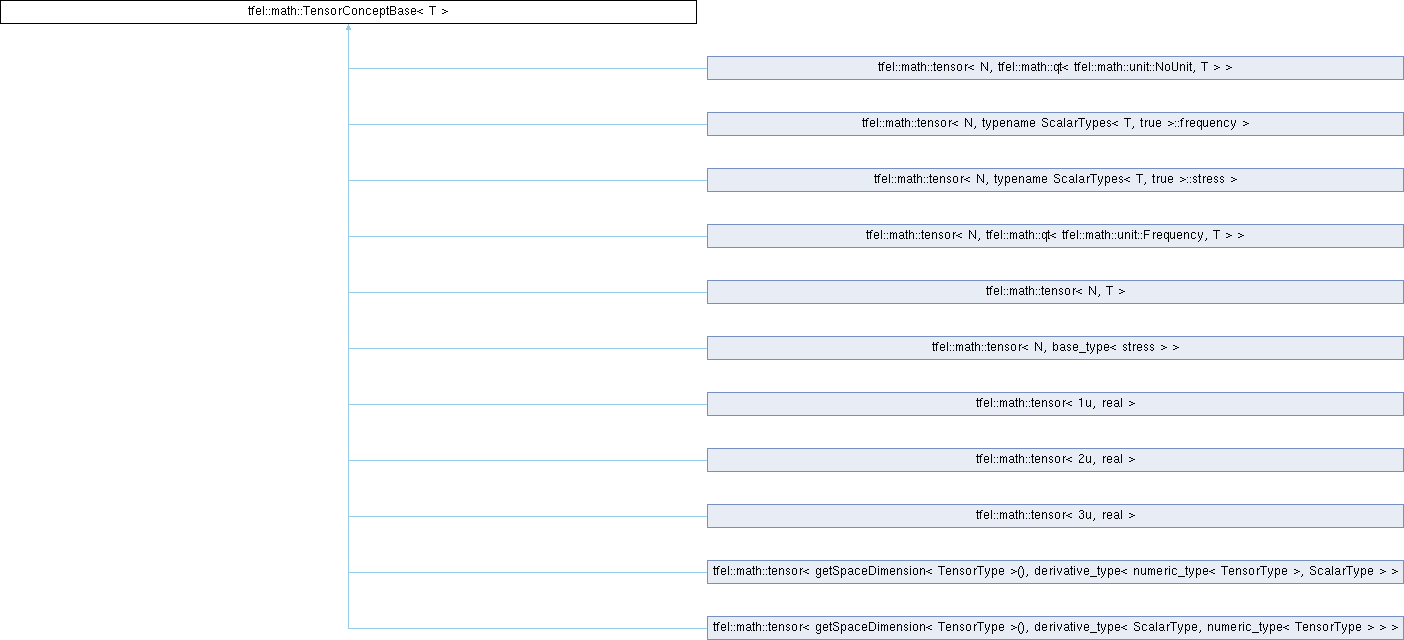 tfel::math::TensorConceptBase< T >
tfel::math::tensor< N, tfel::math::qt< tfel::math::unit::NoUnit, T > >
tfel::math::tensor< N, typename ScalarTypes< T, true >::frequency >
tfel::math::tensor< N, typename ScalarTypes< T, true >::stress >
tfel::math::tensor< N, tfel::math::qt< tfel::math::unit::Frequency, T > >
tfel::math::tensor< N, T >
tfel::math::tensor< N, base_type< stress > >
tfel::math::tensor< 1u, real >
tfel::math::tensor< 2u, real >
tfel::math::tensor< 3u, real >
tfel::math::tensor< getSpaceDimension< TensorType >(), derivative_type< numeric_type< TensorType >, ScalarType > >
tfel::math::tensor< getSpaceDimension< TensorType >(), derivative_type< ScalarType, numeric_type< TensorType > > >